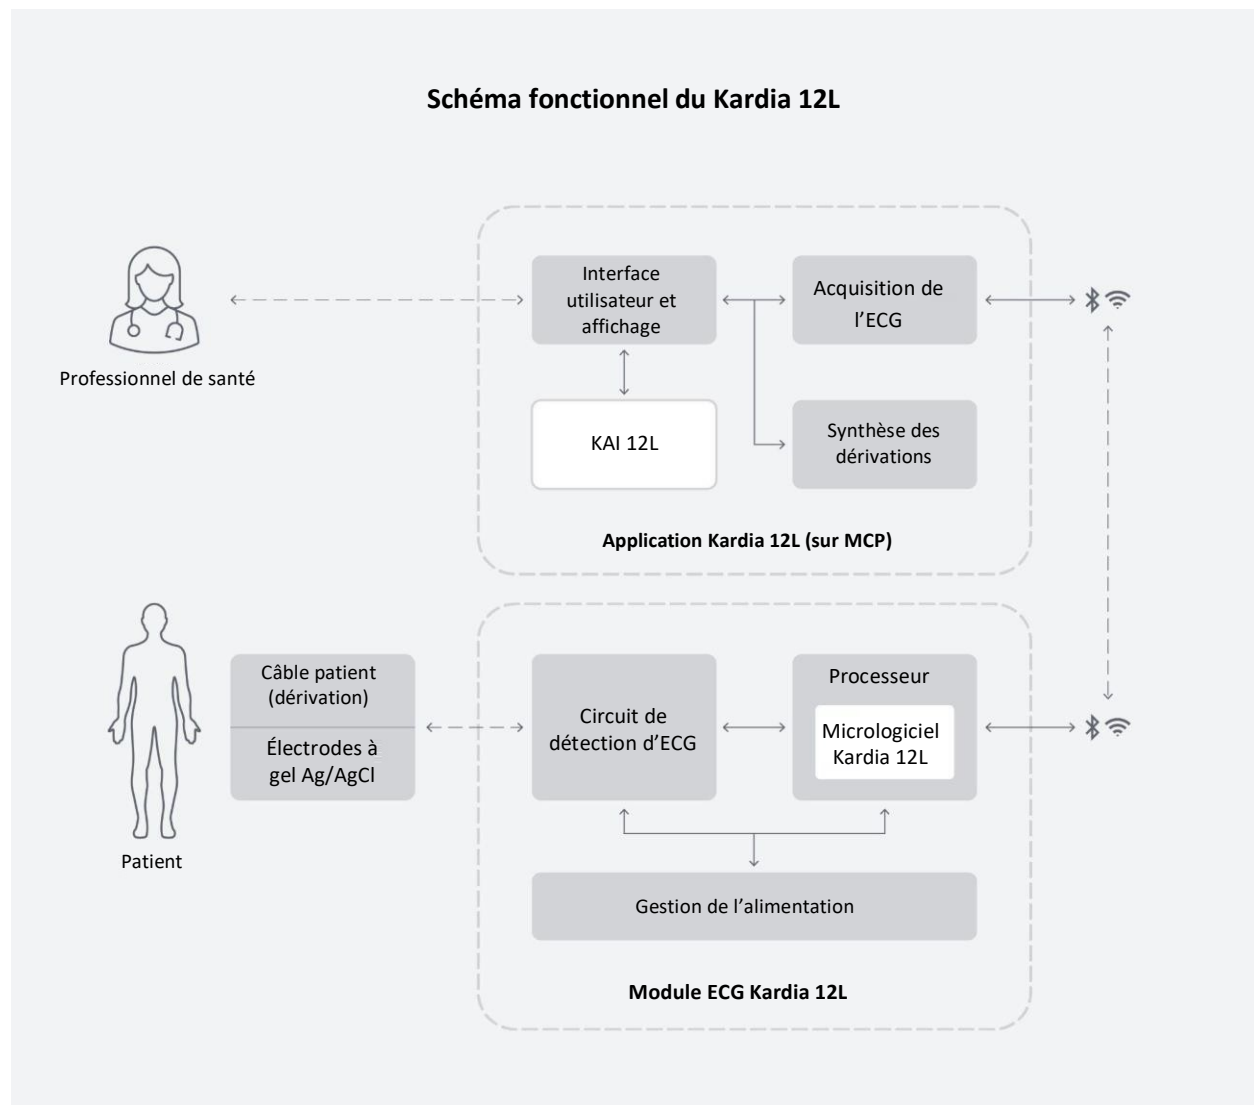 Schéma fonctionnel du Kardia 12L
Interface
utilisateur et
affichage
Acquisition de
l’ECG
Professionnel de santé
KAI 12L
Synthèse des
dérivations
Application Kardia 12L (sur MCP)
Câble patient
(dérivation)
Électrodes à
gel Ag/AgCl
Circuit de
détection d’ECG
Processeur
Micrologiciel
Kardia 12L
Patient
Gestion de l’alimentation
Module ECG Kardia 12L